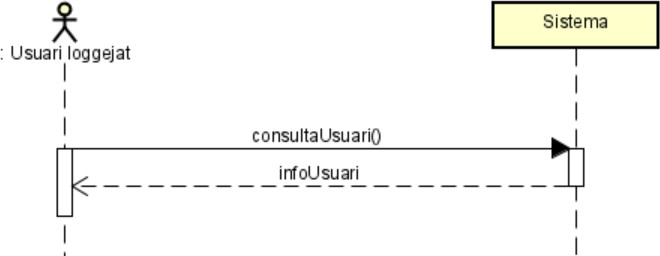 Sistema
: Usuari loggejat
consultaUsuari()
infoUsuari